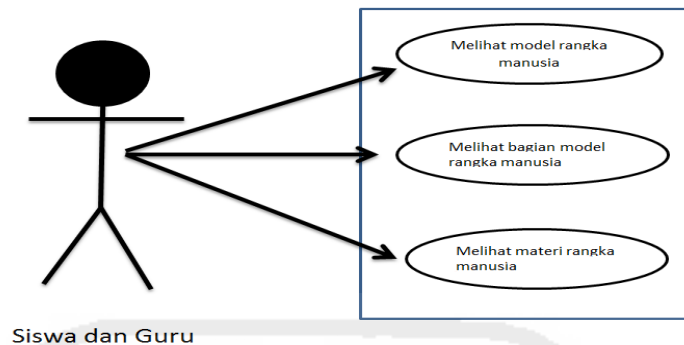 Melihat model rangka
manusia
Melihat bagian model
rangka manusia
Melihat materi rangka
manusia
Siswa dan Guru